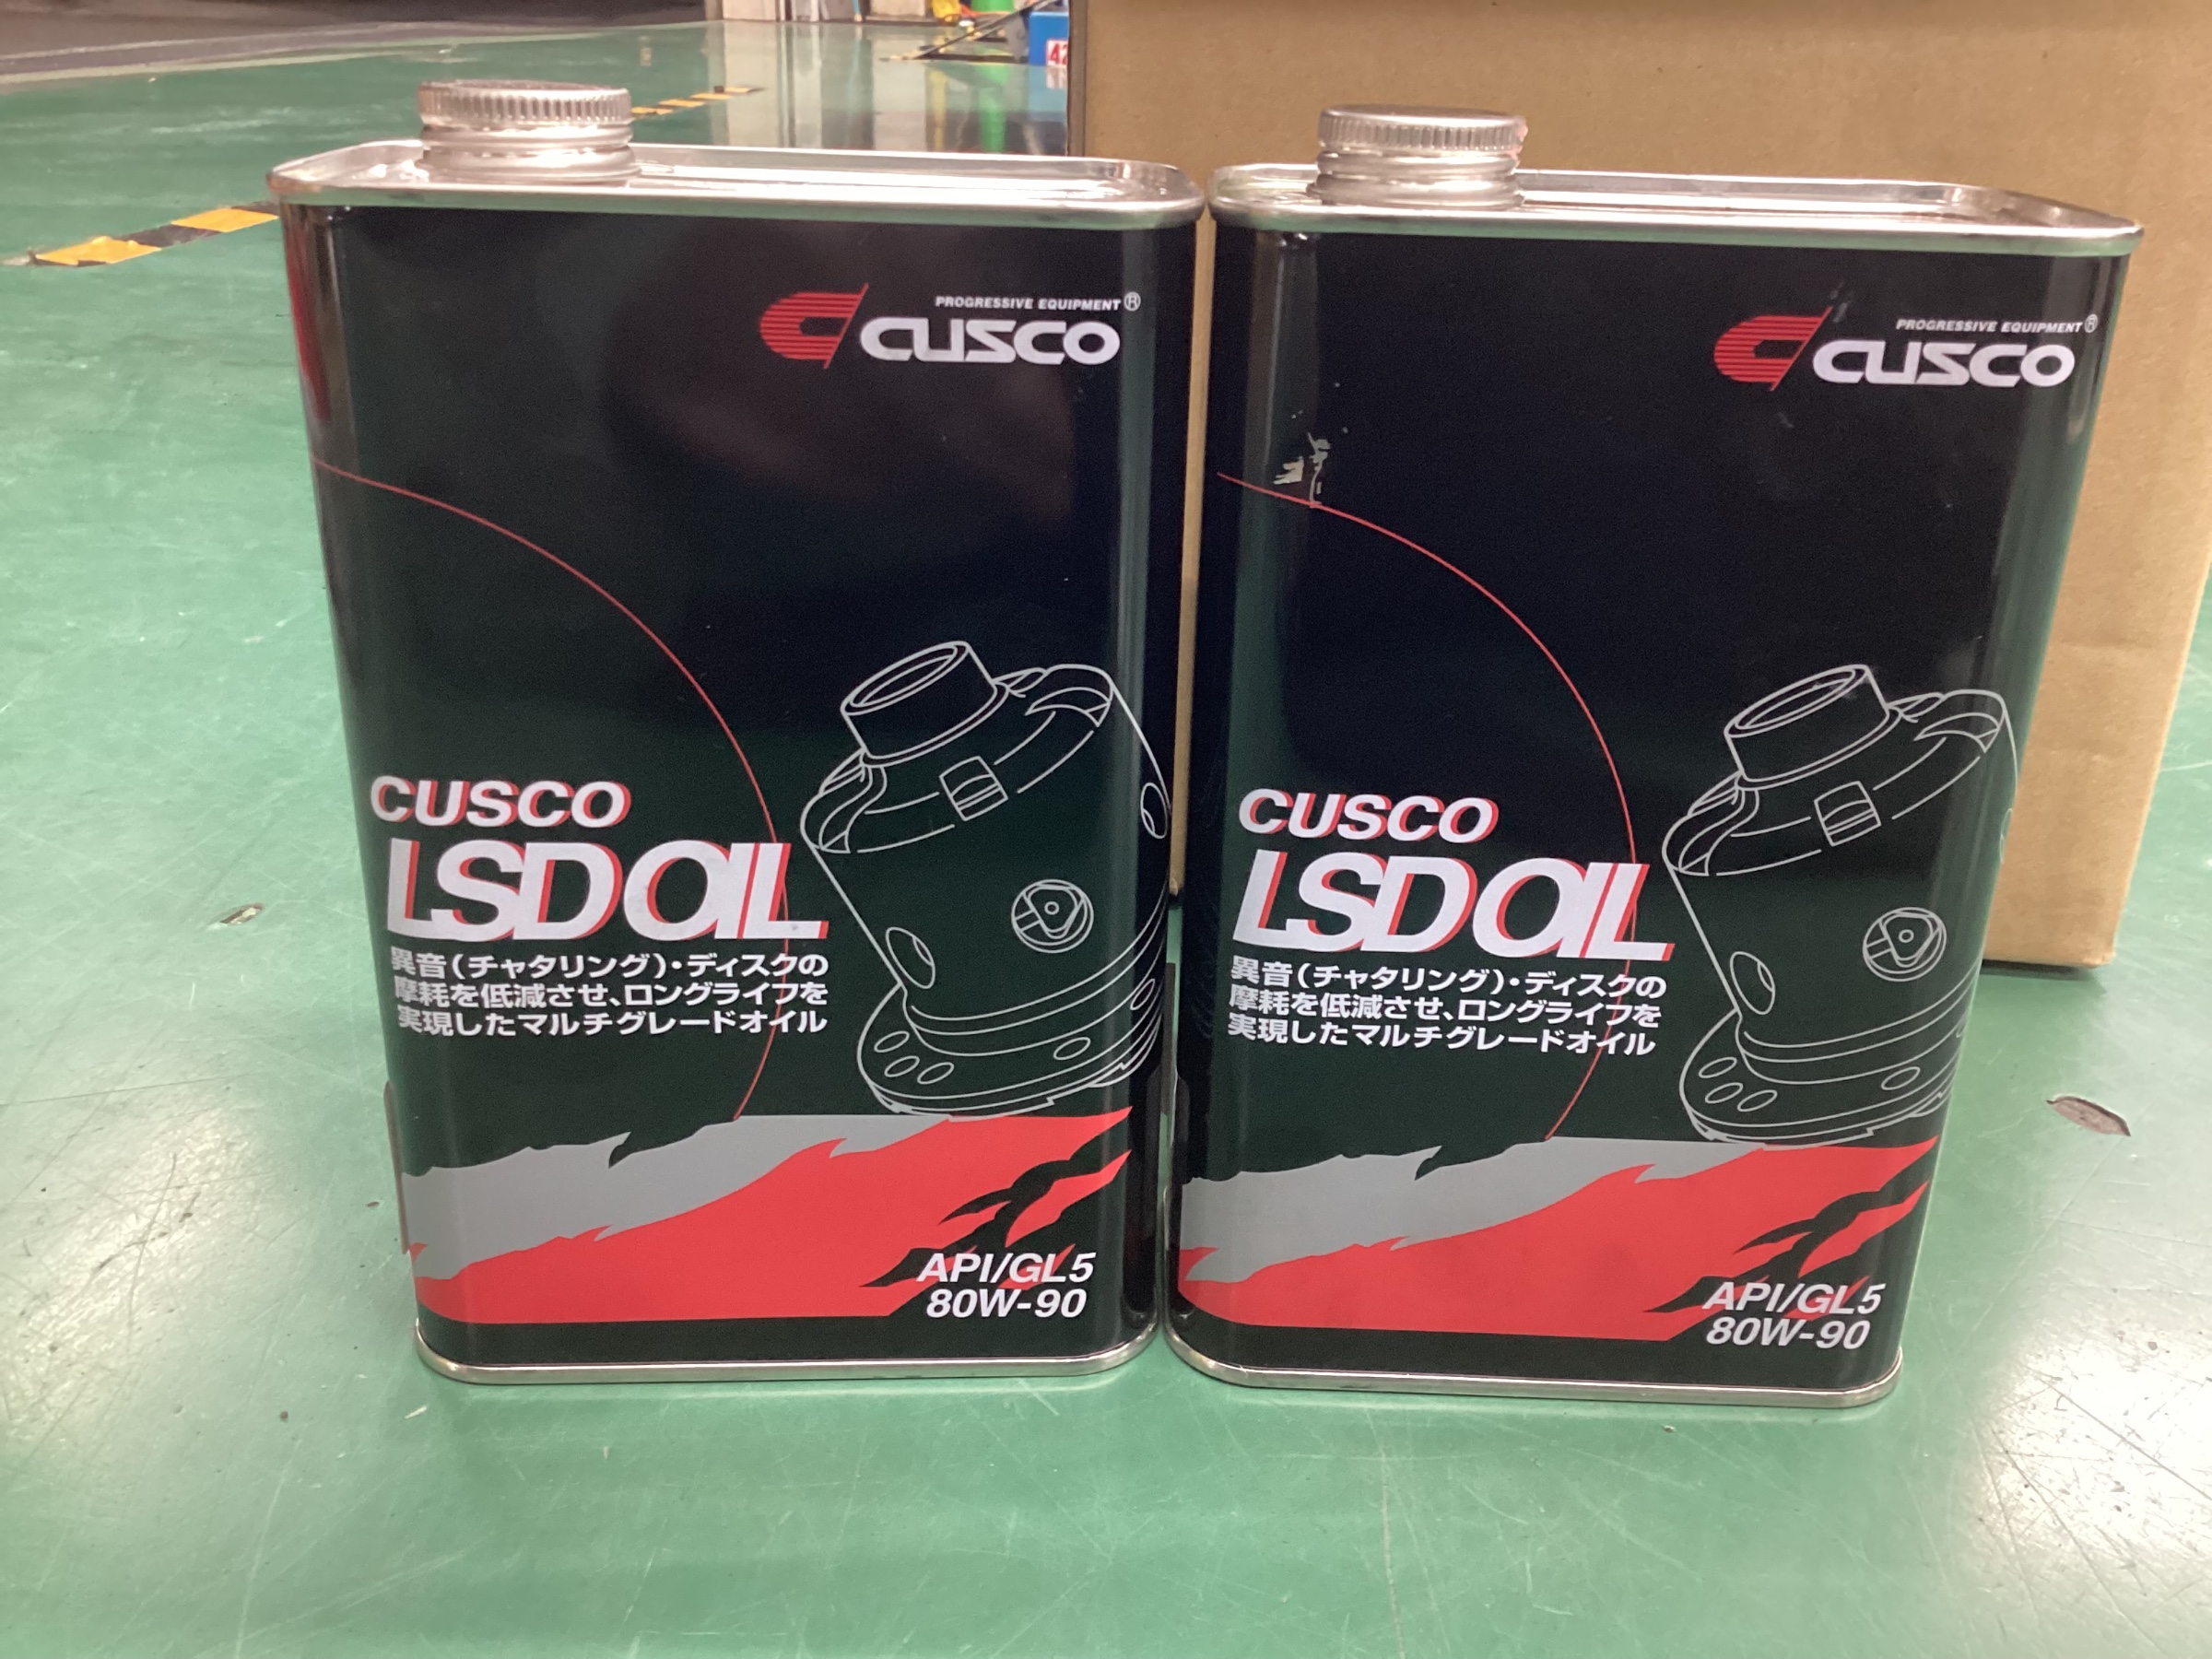 PROGRESSIVE EQUIPMENT®
CUSCO
CUSCO
LSD OIL
異音(チャタリング)・ディスクの
摩耗を低減させ、ロングライフを
実現したマルチグレードオイル
API/GL5
80W-90
PROGRESSIVE EQUIPMENT®
CUSCO
CUSCO
LSD OIL
異音(チャタリング)・ディスクの
摩耗を低減させ、ロングライフを
実現したマルチグレードオイル
API/GL5
80W-90